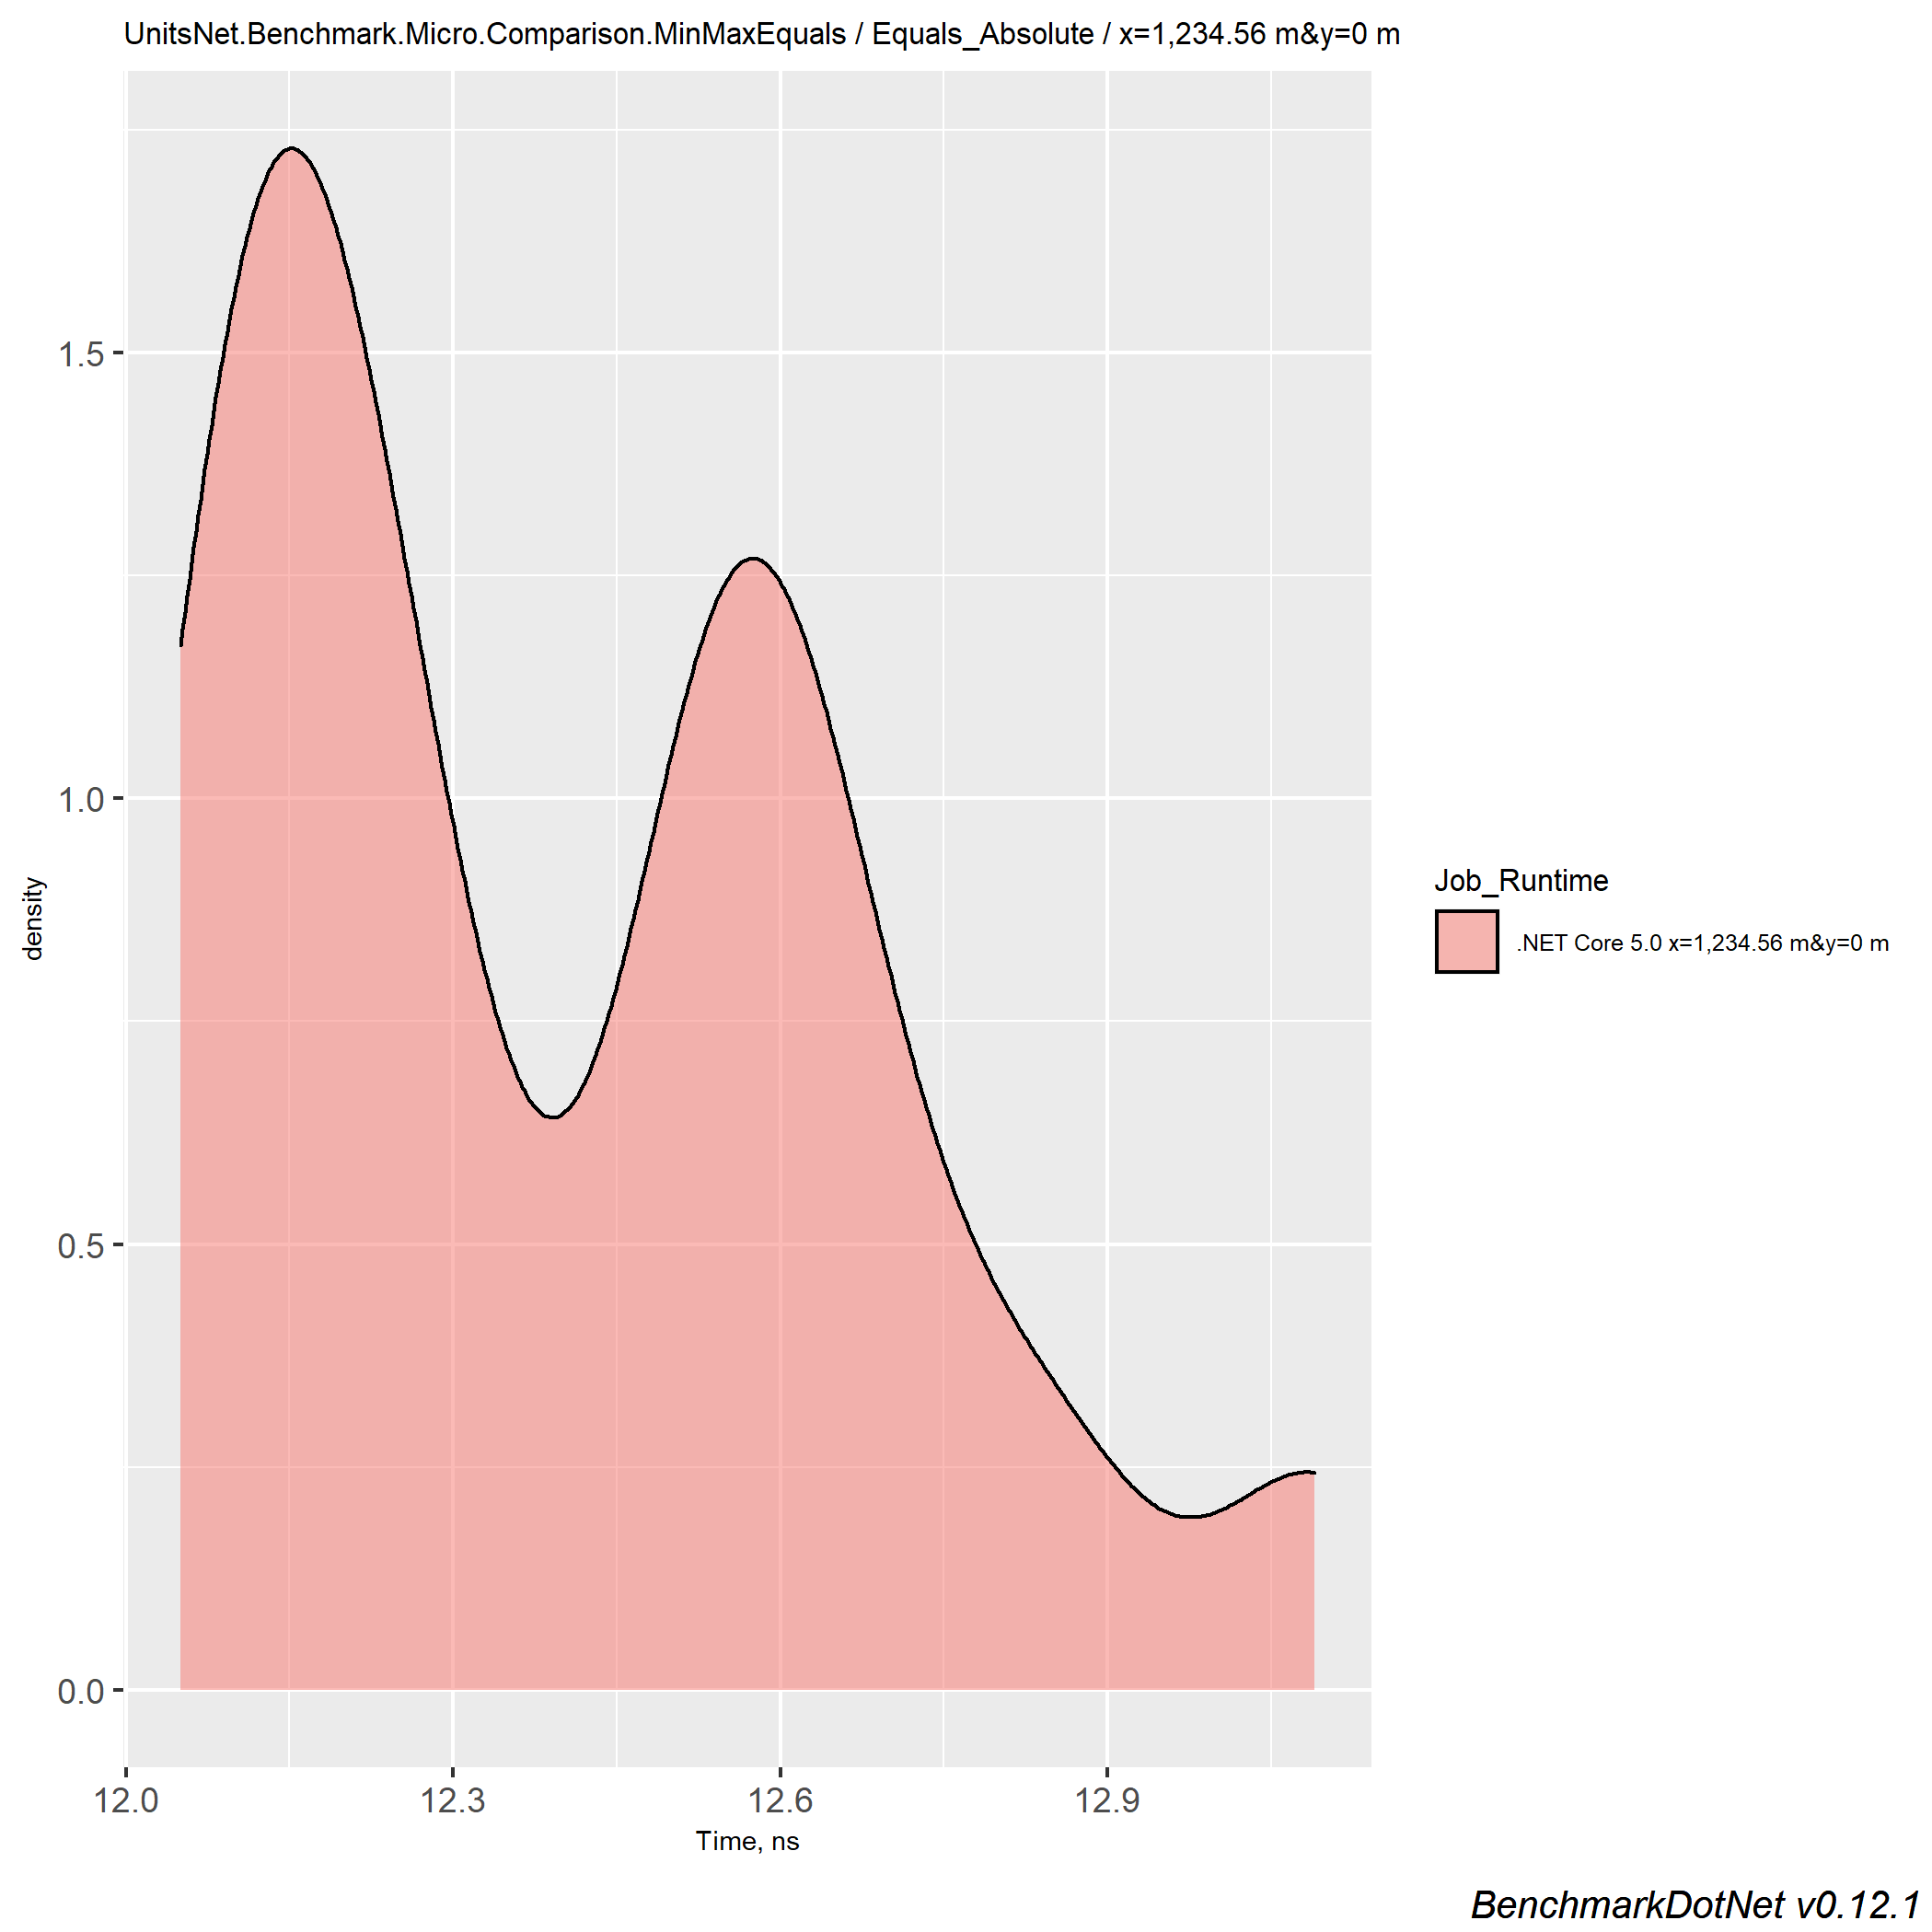 UnitsNet.Benchmark.Micro.Comparison.MinMaxEquals / Equals_Absolute / x=1,234.56 m&y=0 m
1.5
1.0
0.5
0.0
density
12.0 12.3 12.6 12.9
Time, ns
Job_Runtime
.NET Core 5.0 x=1,234.56 m&y=0 m
BenchmarkDotNet v0.12.1